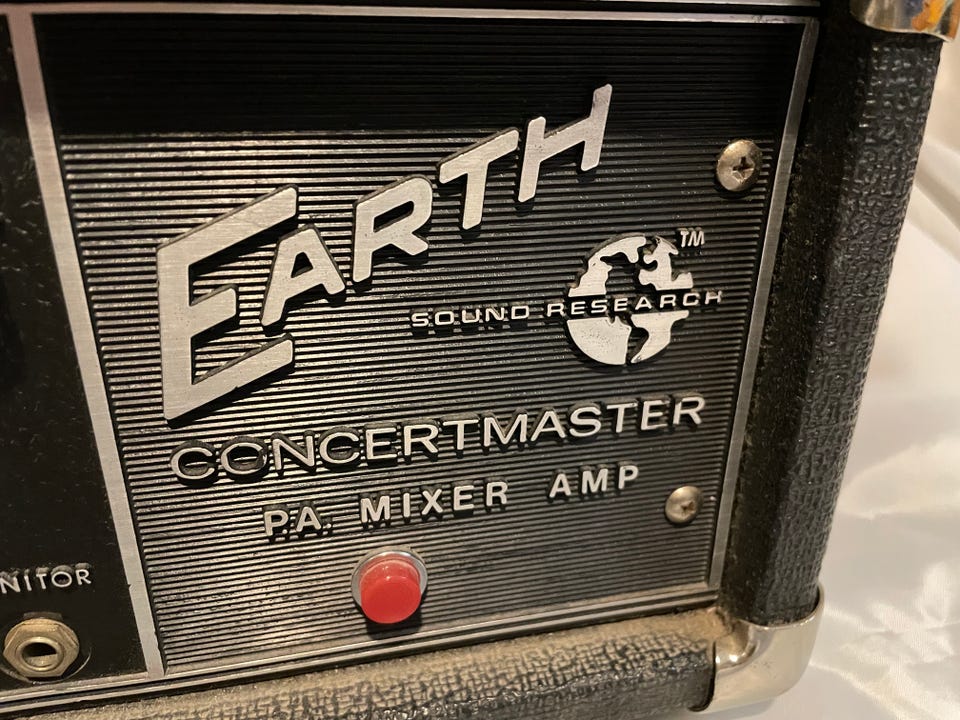 EARTH
TM
SOUND RESEARCH
CONCERTMASTER
P.A. MIXER AMP
NITOR